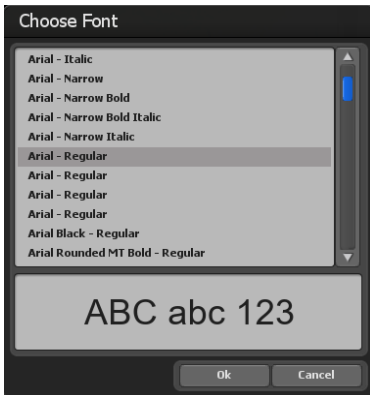 Choose Font
Arial - Italic
Arial - Narrow
Arial - Narrow Bold
Arial - Narrow Bold Italic
Arial - Narrow Italic
Arial - Regular
Arial - Regular
Arial - Regular
Arial - Regular
Arial Black - Regular
Arial Rounded MT Bold - Regular
ABC abc 123
Ok Cancel